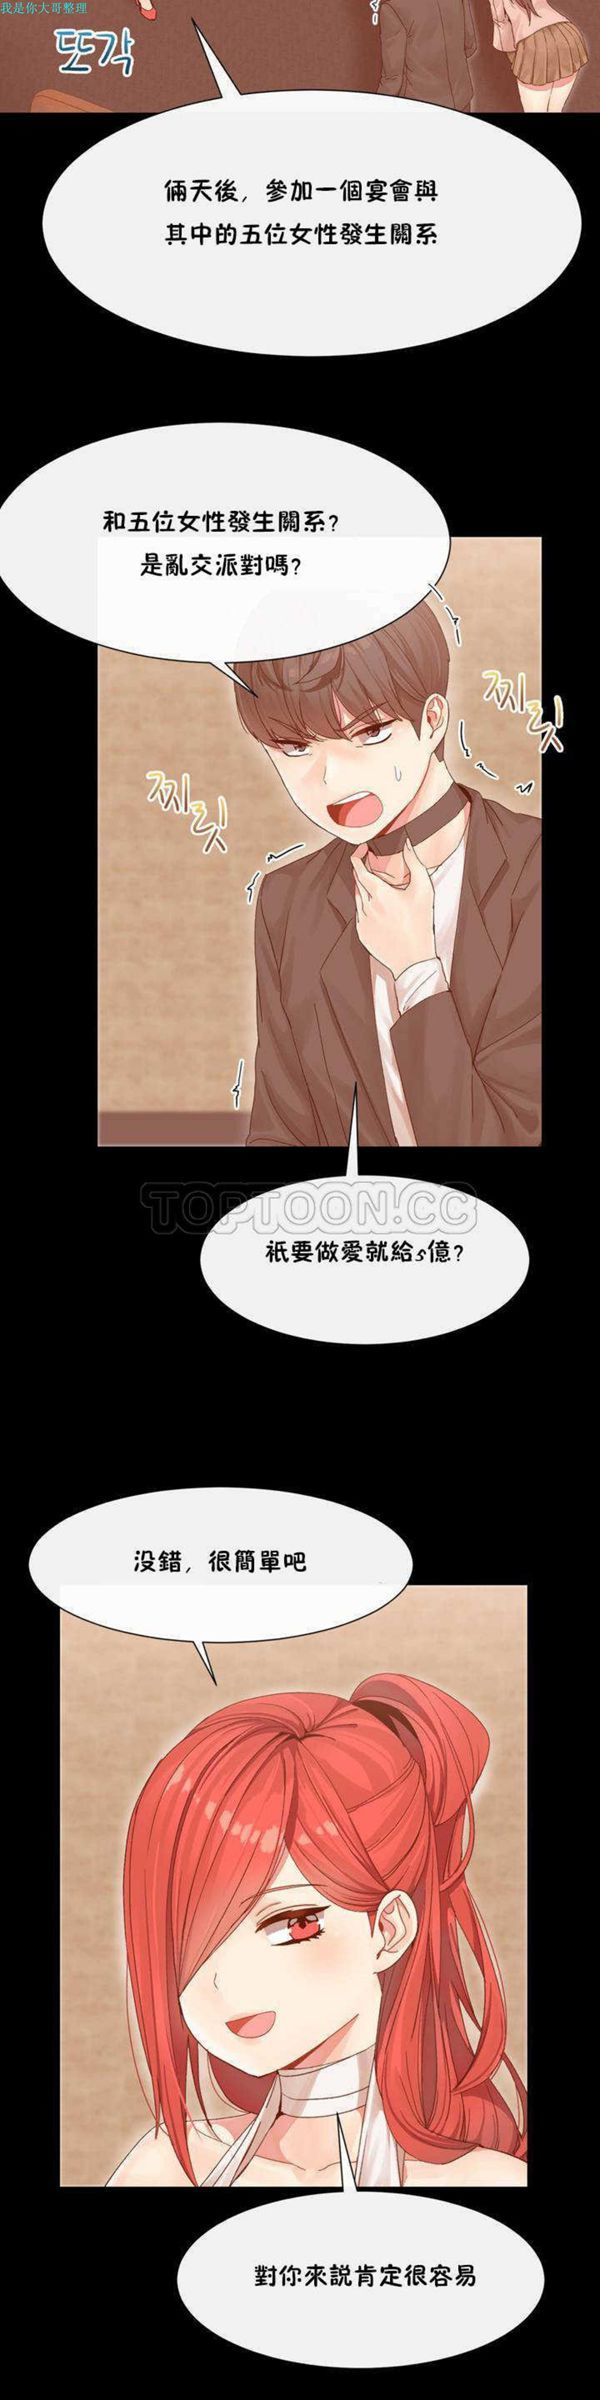 我是你大哥整理
또각
倆天後，參加一個宴會與
其中的五位女性發生關系
和五位女性發生關系?
是亂交派對嗎?
찌릿
찌릿
TOPTOON.CC
祇要做愛就給5億?
没錯，很簡單吧
對你來説肯定很容易